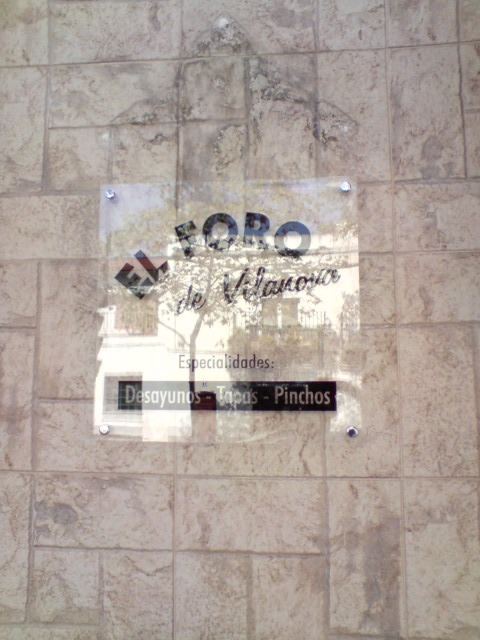 EL FORO
de Vilanova
Especialidades:
Desayunos - Tapas - Pinchos